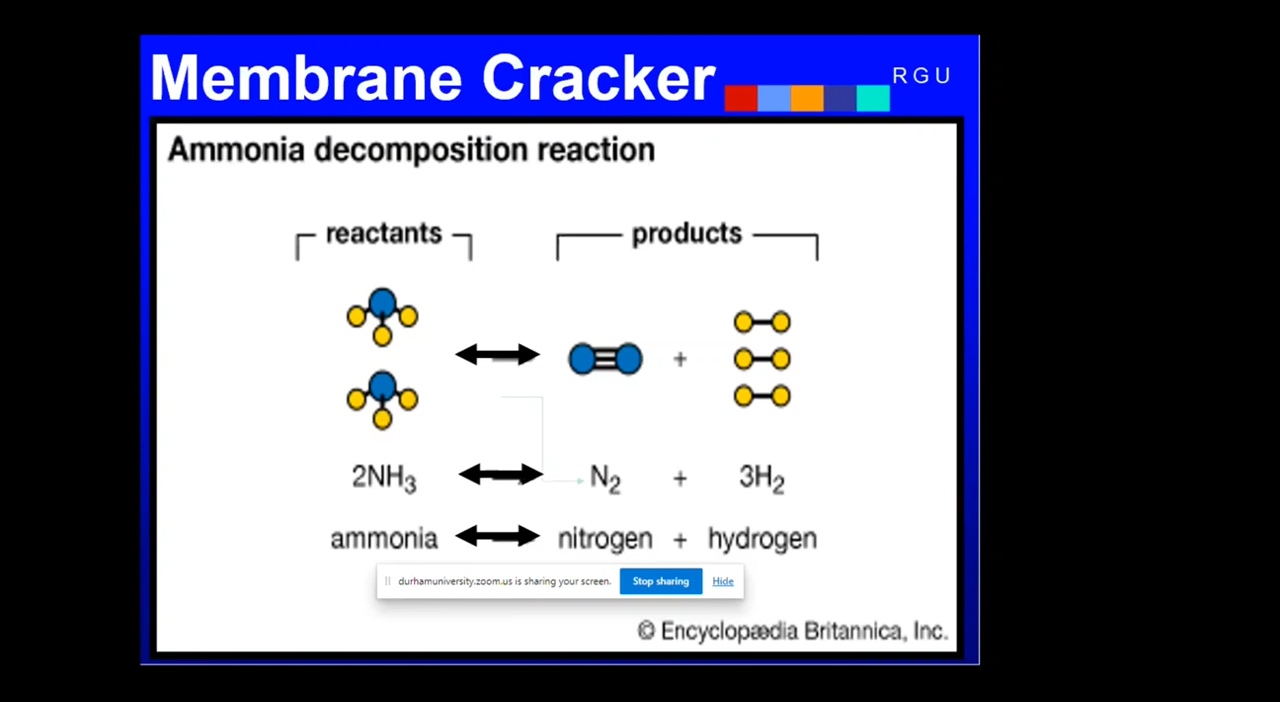 Membrane Cracker
RGU
Ammonia decomposition reaction
reactants products
+
2NH₃ N₂ + 3H₂
ammonia nitrogen + hydrogen
durhamuniversity.zoom.us is sharing your screen. Stop sharing Hide
© Encyclopædia Britannica, Inc.